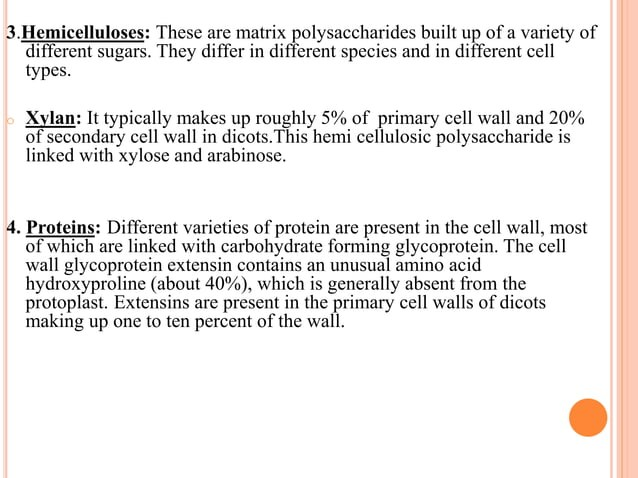 3.Hemicelluloses: These are matrix polysaccharides built up of a variety of
different sugars. They differ in different species and in different cell
types.
o Xylan: It typically makes up roughly 5% of primary cell wall and 20%
of secondary cell wall in dicots.This hemi cellulosic polysaccharide is
linked with xylose and arabinose.
4. Proteins: Different varieties of protein are present in the cell wall, most
of which are linked with carbohydrate forming glycoprotein. The cell
wall glycoprotein extensin contains an unusual amino acid
hydroxyproline (about 40%), which is generally absent from the
protoplast. Extensins are present in the primary cell walls of dicots
making up one to ten percent of the wall.